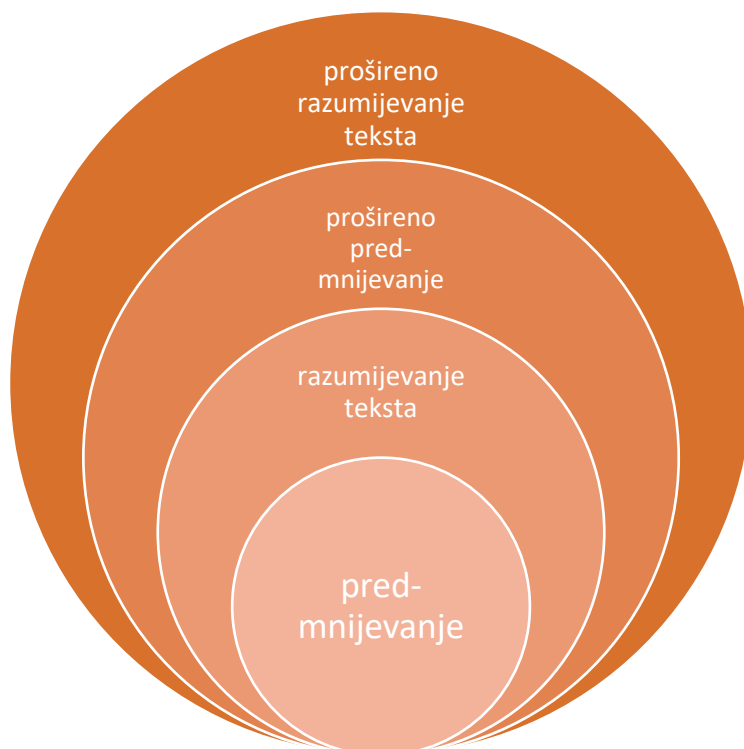 prošireno
razumijevanje
teksta
prošireno
pred-
mnijevanje
razumijevanje
teksta
pred-
mnijevanje